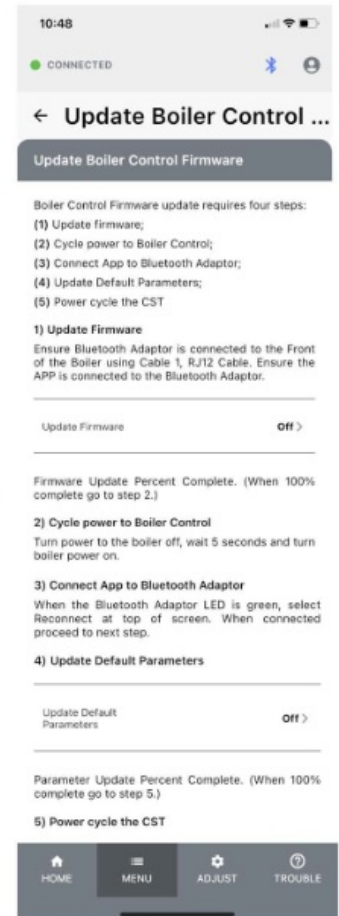 10:48
CONNECTED
← Update Boiler Control ...
Update Boiler Control Firmware
Boiler Control Firmware update requires four steps:
(1) Update firmware;
(2) Cycle power to Boiler Control;
(3) Connect App to Bluetooth Adaptor;
(4) Update Default Parameters;
(5) Power cycle the CST
1) Update Firmware
Ensure Bluetooth Adaptor is connected to the Front
of the Boiler using Cable 1, RJ12 Cable. Ensure the
APP is connected to the Bluetooth Adaptor.
Update Firmware Off >
Firmware Update Percent Complete. (When 100%
complete go to step 2.)
2) Cycle power to Boiler Control
Turn power to the boiler off, wait 5 seconds and turn
boiler power on.
3) Connect App to Bluetooth Adaptor
When the Bluetooth Adaptor LED is green, select
Reconnect at top of screen. When connected
proceed to next step.
4) Update Default Parameters
Update Default
Parameters Off >
Parameter Update Percent Complete. (When 100%
complete go to step 5.)
5) Power cycle the CST
HOME MENU ADJUST TROUBLE